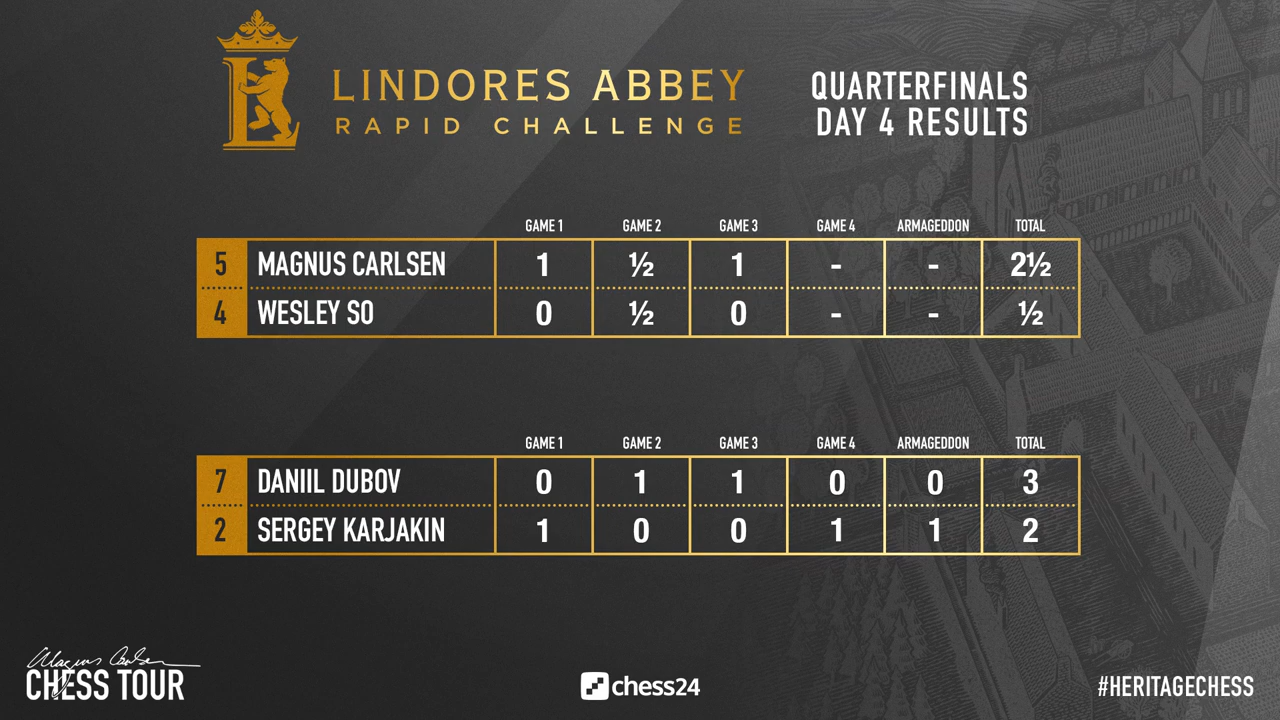 LINDORES ABBEY
RAPID CHALLENGE
QUARTERFINALS
DAY 4 RESULTS
GAME 1 GAME 2 GAME 3 GAME 4 ARMAGEDDON TOTAL
5 MAGNUS CARLSEN 1 ½ 1 - - 2½
4 WESLEY SO 0 ½ 0 - - ½
GAME 1 GAME 2 GAME 3 GAME 4 ARMAGEDDON TOTAL
7 DANIIL DUBOV 0 1 1 0 0 3
2 SERGEY KARJAKIN 1 0 0 1 1 2
Magnus Carlsen
CHESS TOUR
chess24
#HERITAGECHESS